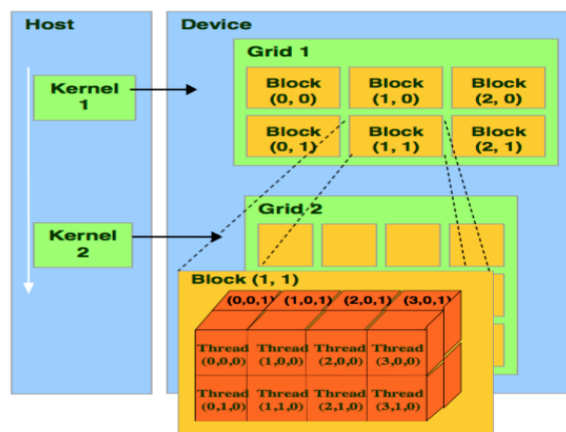 Host
Device
Grid 1
Kernel
1
Block
(0, 0)
Block
(1, 0)
Block
(2, 0)
Block
(0, 1)
Block
(1, 1)
Block
(2, 1)
Grid 2
Kernel
2
Block (1, 1)
(0,0,1) (1,0,1) (2,0,1) (3,0,1)
Thread Thread Thread Thread
(0,0,0) (1,0,0) (2,0,0) (3,0,0)
Thread Thread Thread Thread
(0,1,0) (1,1,0) (2,1,0) (3,1,0)